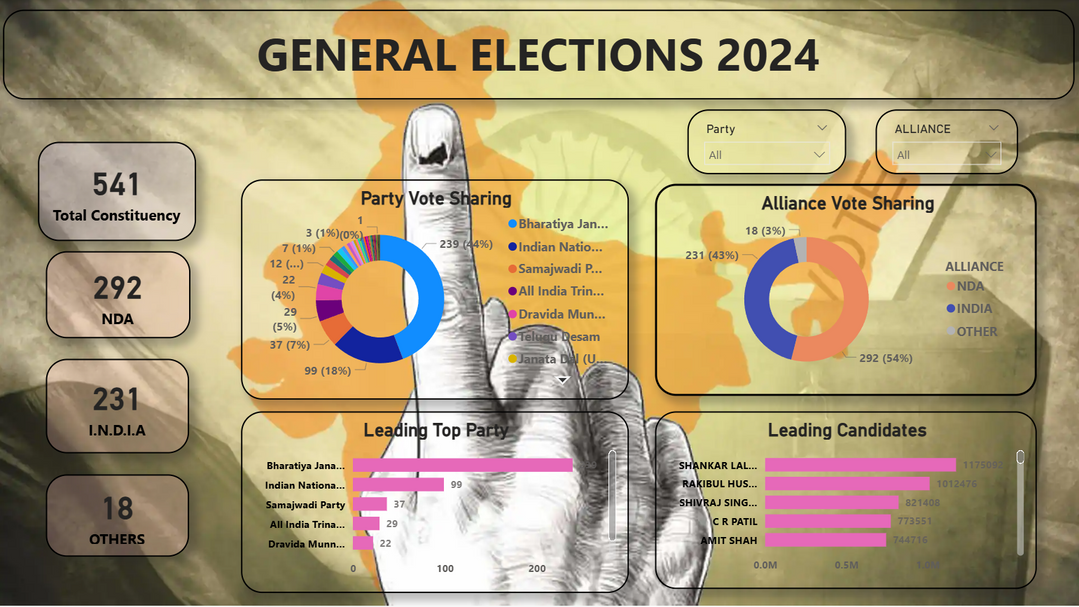 GENERAL ELECTIONS 2024
Party
All
ALLIANCE
All
541
Total Constituency
292
NDA
231
I.N.D.I.A
18
OTHERS
Party Vote Sharing
1
(0%)
3 (1%)
7 (1%)
12 (...)
22
(4%)
29
(5%)
37 (7%)
99 (18%)
239 (44%)
Bharatiya Jan...
Indian Natio...
Samajwadi P...
All India Trin...
Dravida Mun...
Telugu Desam
Janata Dal (U...
Alliance Vote Sharing
18 (3%)
231 (43%)
292 (54%)
ALLIANCE
NDA
INDIA
OTHER
VOTE
Leading Top Party
Bharatiya Jana...
Indian Nationa... 99
Samajwadi Party 37
All India Trina... 29
Dravida Munn... 22
0 100 200
Leading Candidates
SHANKAR LAL... 1175092
RAKIBUL HUS... 1012476
SHIVRAJ SING... 821408
C R PATIL 773551
AMIT SHAH 744716
0.0M 0.5M 1.0M